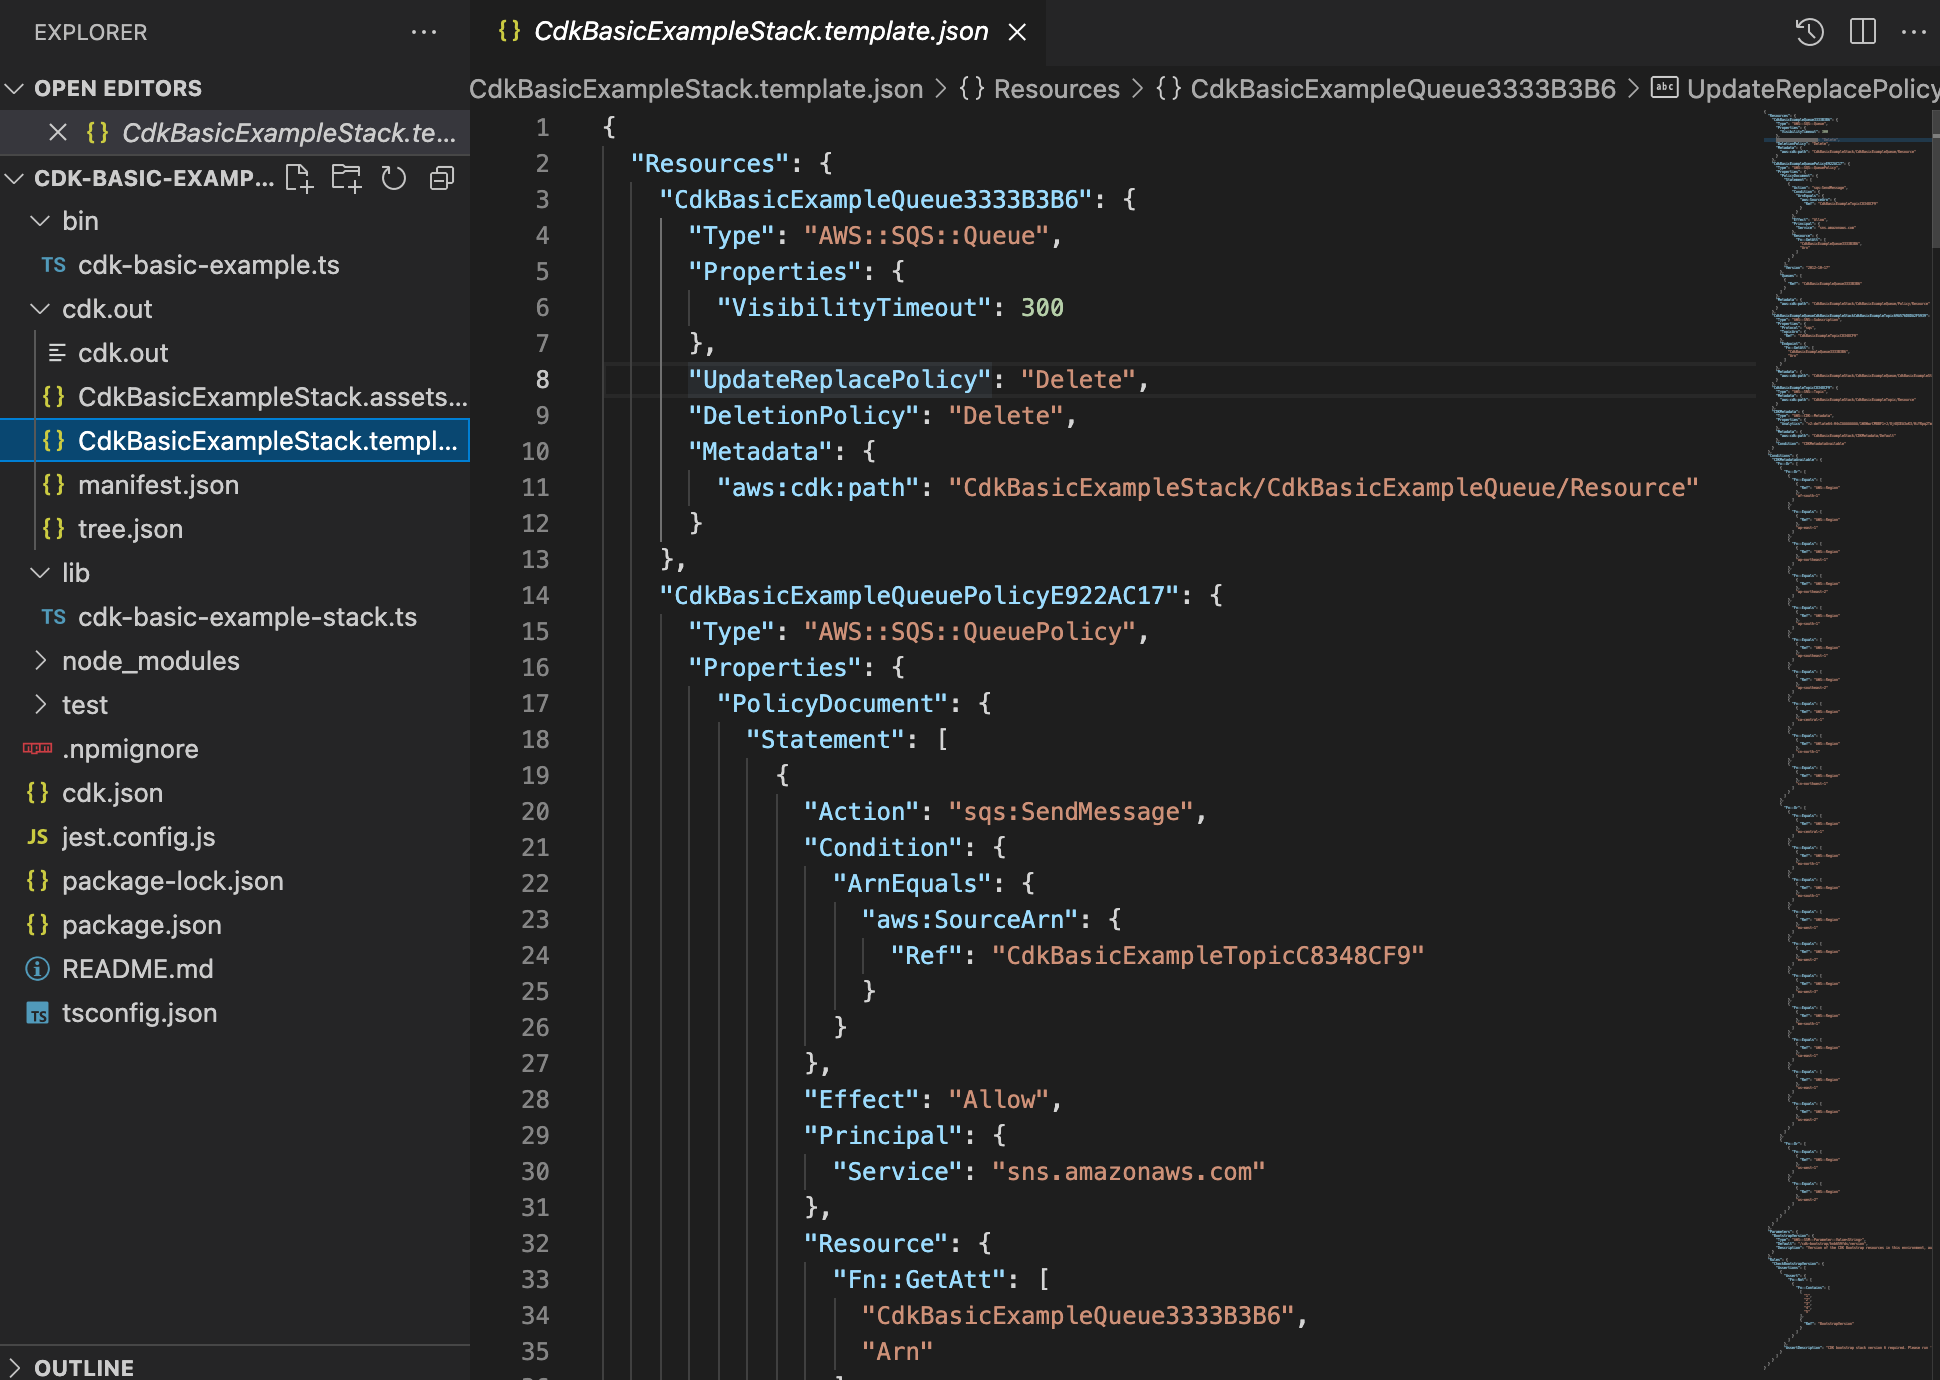 EXPLORER
OPEN EDITORS
CdkBasicExampleStack.te...
CDK-BASIC-EXAMP...
bin
TS cdk-basic-example.ts
cdk.out
cdk.out
{} CdkBasicExampleStack.assets...
{} CdkBasicExampleStack.templ...
{} manifest.json
{} tree.json
lib
TS cdk-basic-example-stack.ts
node_modules
test
.npmignore
{} cdk.json
JS jest.config.js
{} package-lock.json
{} package.json
README.md
TS tsconfig.json
OUTLINE
{} CdkBasicExampleStack.template.json
CdkBasicExampleStack.template.json > {} Resources > {} CdkBasicExampleQueue3333B3B6 > abc UpdateReplacePolicy
1 {
2 "Resources": {
3 "CdkBasicExampleQueue3333B3B6": {
4 "Type": "AWS::SQS::Queue",
5 "Properties": {
6 "VisibilityTimeout": 300
7 },
8 "UpdateReplacePolicy": "Delete",
9 "DeletionPolicy": "Delete",
10 "Metadata": {
11 "aws:cdk:path": "CdkBasicExampleStack/CdkBasicExampleQueue/Resource"
12 }
13 },
14 "CdkBasicExampleQueuePolicyE922AC17": {
15 "Type": "AWS::SQS::QueuePolicy",
16 "Properties": {
17 "PolicyDocument": {
18 "Statement": [
19 {
20 "Action": "sqs:SendMessage",
21 "Condition": {
22 "ArnEquals": {
23 "aws:SourceArn": {
24 "Ref": "CdkBasicExampleTopicC8348CF9"
25 }
26 }
27 },
28 "Effect": "Allow",
29 "Principal": {
30 "Service": "sns.amazonaws.com"
31 },
32 "Resource": {
33 "Fn::GetAtt": [
34 "CdkBasicExampleQueue3333B3B6",
35 "Arn"